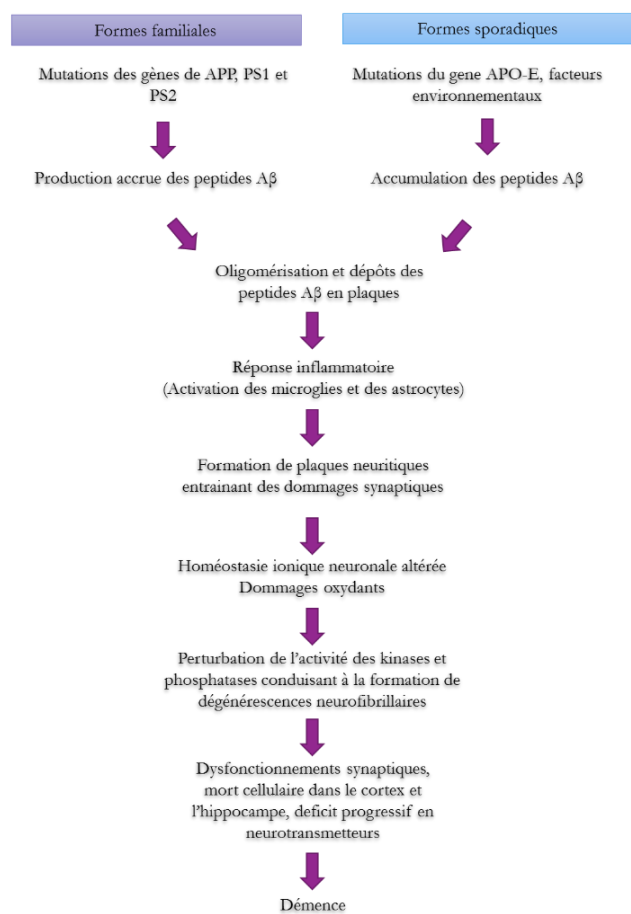 Formes familiales
Formes sporadiques
Mutations des gènes de APP, PS1 et
PS2
Mutations du gene APO-E, facteurs
environnementaux
Production accrue des peptides Aβ
Accumulation des peptides Aβ
Oligomérisation et dépôts des
peptides Aβ en plaques
Réponse inflammatoire
(Activation des microglies et des astrocytes)
Formation de plaques neuritiques
entrainant des dommages synaptiques
Homéostasie ionique neuronale altérée
Dommages oxydants
Perturbation de l'activité des kinases et
phosphatases conduisant à la formation de
dégénérescences neurofibrillaires
Dysfonctionnements synaptiques,
mort cellulaire dans le cortex et
l'hippocampe, deficit progressif en
neurotransmetteurs
Démence